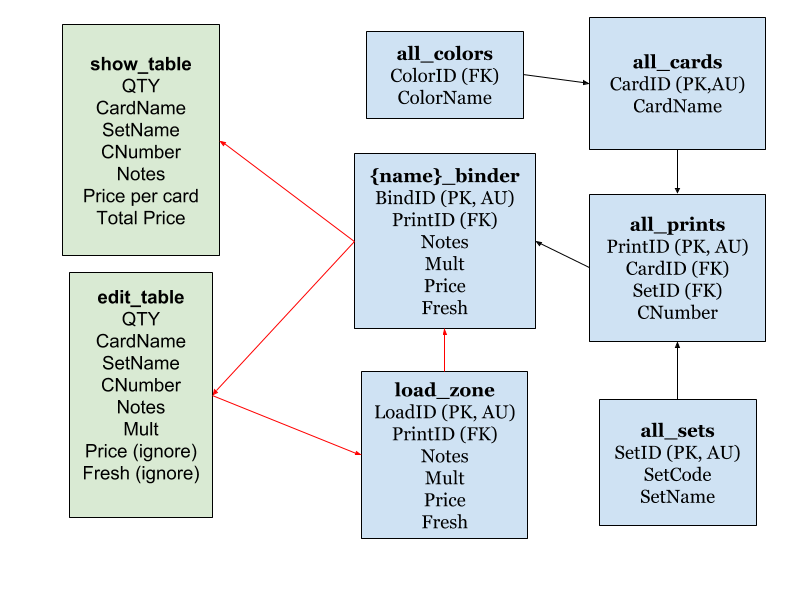 show_table
QTY
CardName
SetName
CNumber
Notes
Price per card
Total Price
edit_table
QTY
CardName
SetName
CNumber
Notes
Mult
Price (ignore)
Fresh (ignore)
all_colors
ColorID (FK)
ColorName
{name}_binder
BindID (PK, AU)
PrintID (FK)
Notes
Mult
Price
Fresh
load_zone
LoadID (PK, AU)
PrintID (FK)
Notes
Mult
Price
Fresh
all_cards
CardID (PK,AU)
CardName
all_prints
PrintID (PK, AU)
CardID (FK)
SetID (FK)
CNumber
all_sets
SetID (PK, AU)
SetCode
SetName